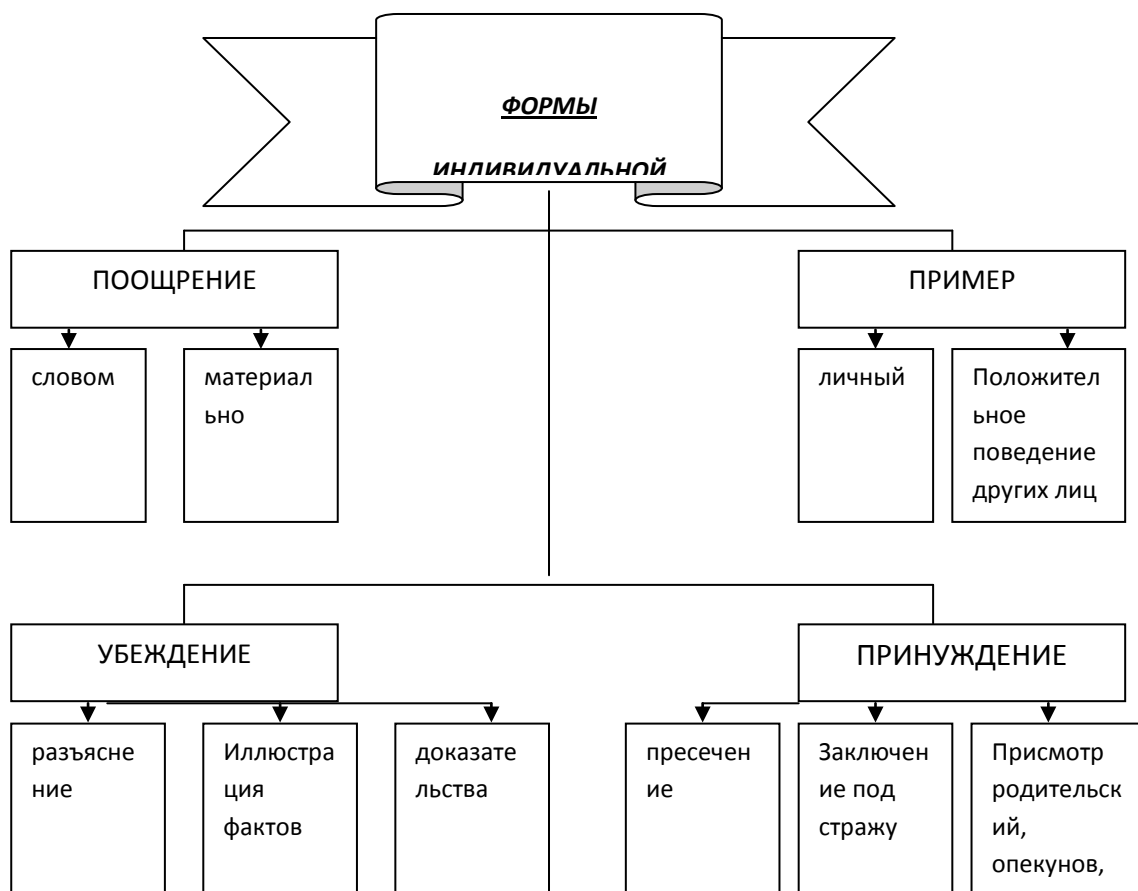 ФОРМЫ
ИНДИВИДУАЛЬНОЙ
ПООЩРЕНИЕ
ПРИМЕР
словом
материал
ьно
личный
Положител
ьное
поведение
других лиц
УБЕЖДЕНИЕ
ПРИНУЖДЕНИЕ
разъясне
ние
Иллюстра
ция
фактов
доказате
льства
пресечен
ие
Заключен
ие под
стражу
Присмотр
родительск
ий,
опекунов,